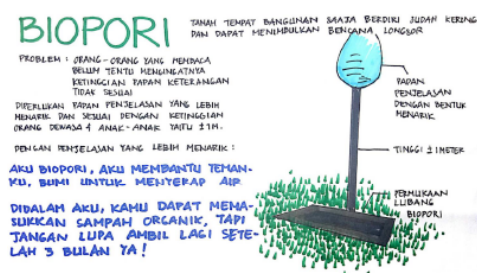 BIOPORI
TANAH TEMPAT BANGUNAN SAAJA BERDIRI SUDAH KERING
DAN DAPAT MENIMBULKAN BENCANA LONGSOR
PROBLEM : ORANG-ORANG YANG MEMBACA
BELUM TENTU MENGINGATNYA
KETINGGIAN PAPAN KETERANGAN
TIDAK SESUAI
DIPERLUKAN PAPAN PENJELASAN YANG LEBIH
MENARIK DAN SESUAI DENGAN KETINGGIAN
ORANG DEWASA & ANAK-ANAK YAITU ±1M.
DENGAN PENJELASAN YANG LEBIH MENARIK :
AKU BIOPORI, AKU MEMBANTU TEMAN-
KU, BUMI UNTUK MENYERAP AIR
DIDALAM AKU, KAMU DAPAT MEMA-
SUKKAN SAMPAH ORGANIK, TAPI
JANGAN LUPA AMBIL LAGI SETE-
LAH 3 BULAN YA!
PAPAN
PENJELASAN
DENGAN BENTUK
MENARIK
TINGGI ±1METER
PERMUKAAN
LUBANG
BIOPORI